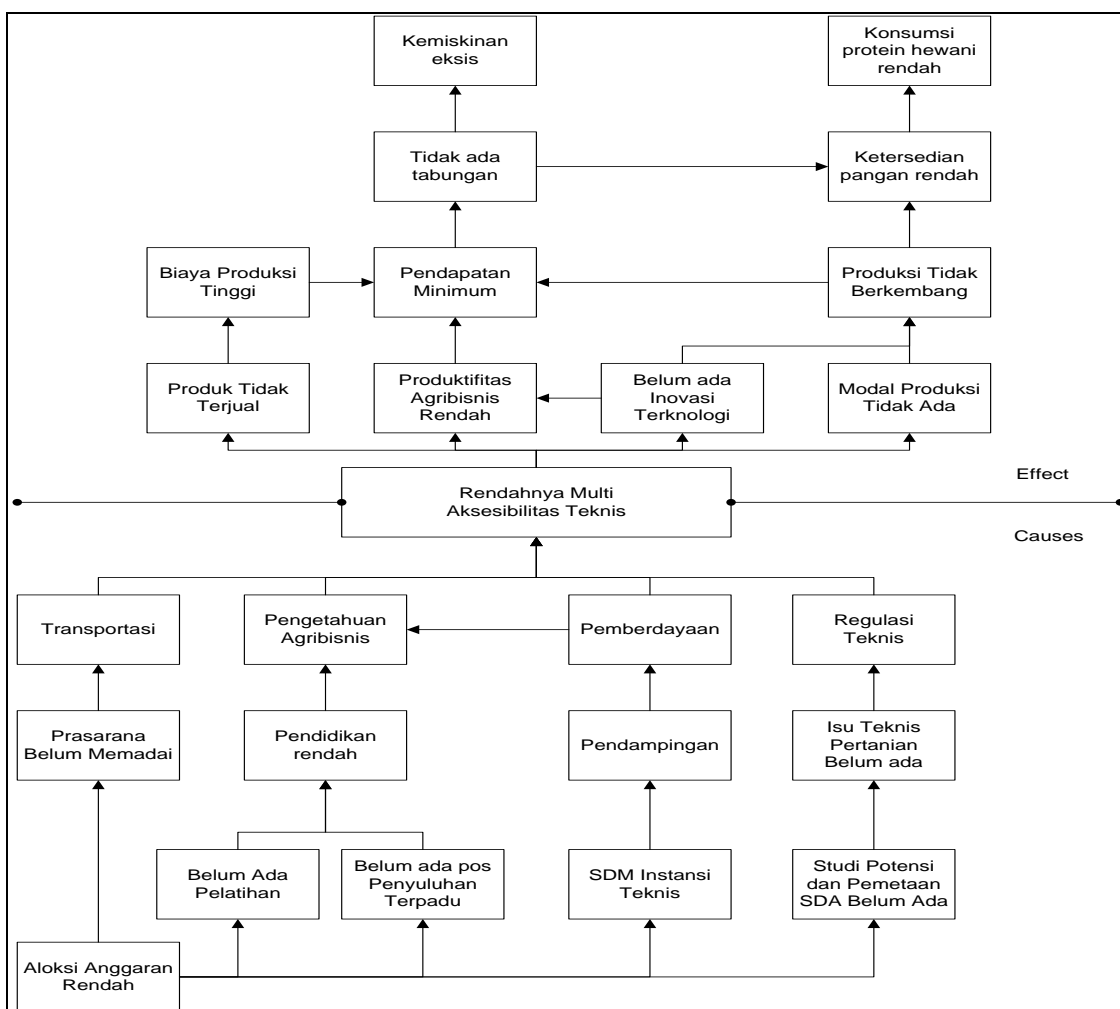 Kemiskinan
eksis
Konsumsi
protein hewani
rendah
Tidak ada
tabungan
Ketersedian
pangan rendah
Biaya Produksi
Tinggi
Pendapatan
Minimum
Produksi Tidak
Berkembang
Produk Tidak
Terjual
Produktifitas
Agribisnis
Rendah
Belum ada
Inovasi
Terknologi
Modal Produksi
Tidak Ada
Rendahnya Multi
Aksesibilitas Teknis
Effect
Causes
Transportasi
Pengetahuan
Agribisnis
Pemberdayaan
Regulasi
Teknis
Prasarana
Belum Memadai
Pendidikan
rendah
Pendampingan
Isu Teknis
Pertanian
Belum ada
Belum Ada
Pelatihan
Belum ada pos
Penyuluhan
Terpadu
SDM Instansi
Teknis
Studi Potensi
dan Pemetaan
SDA Belum Ada
Aloksi Anggaran
Rendah